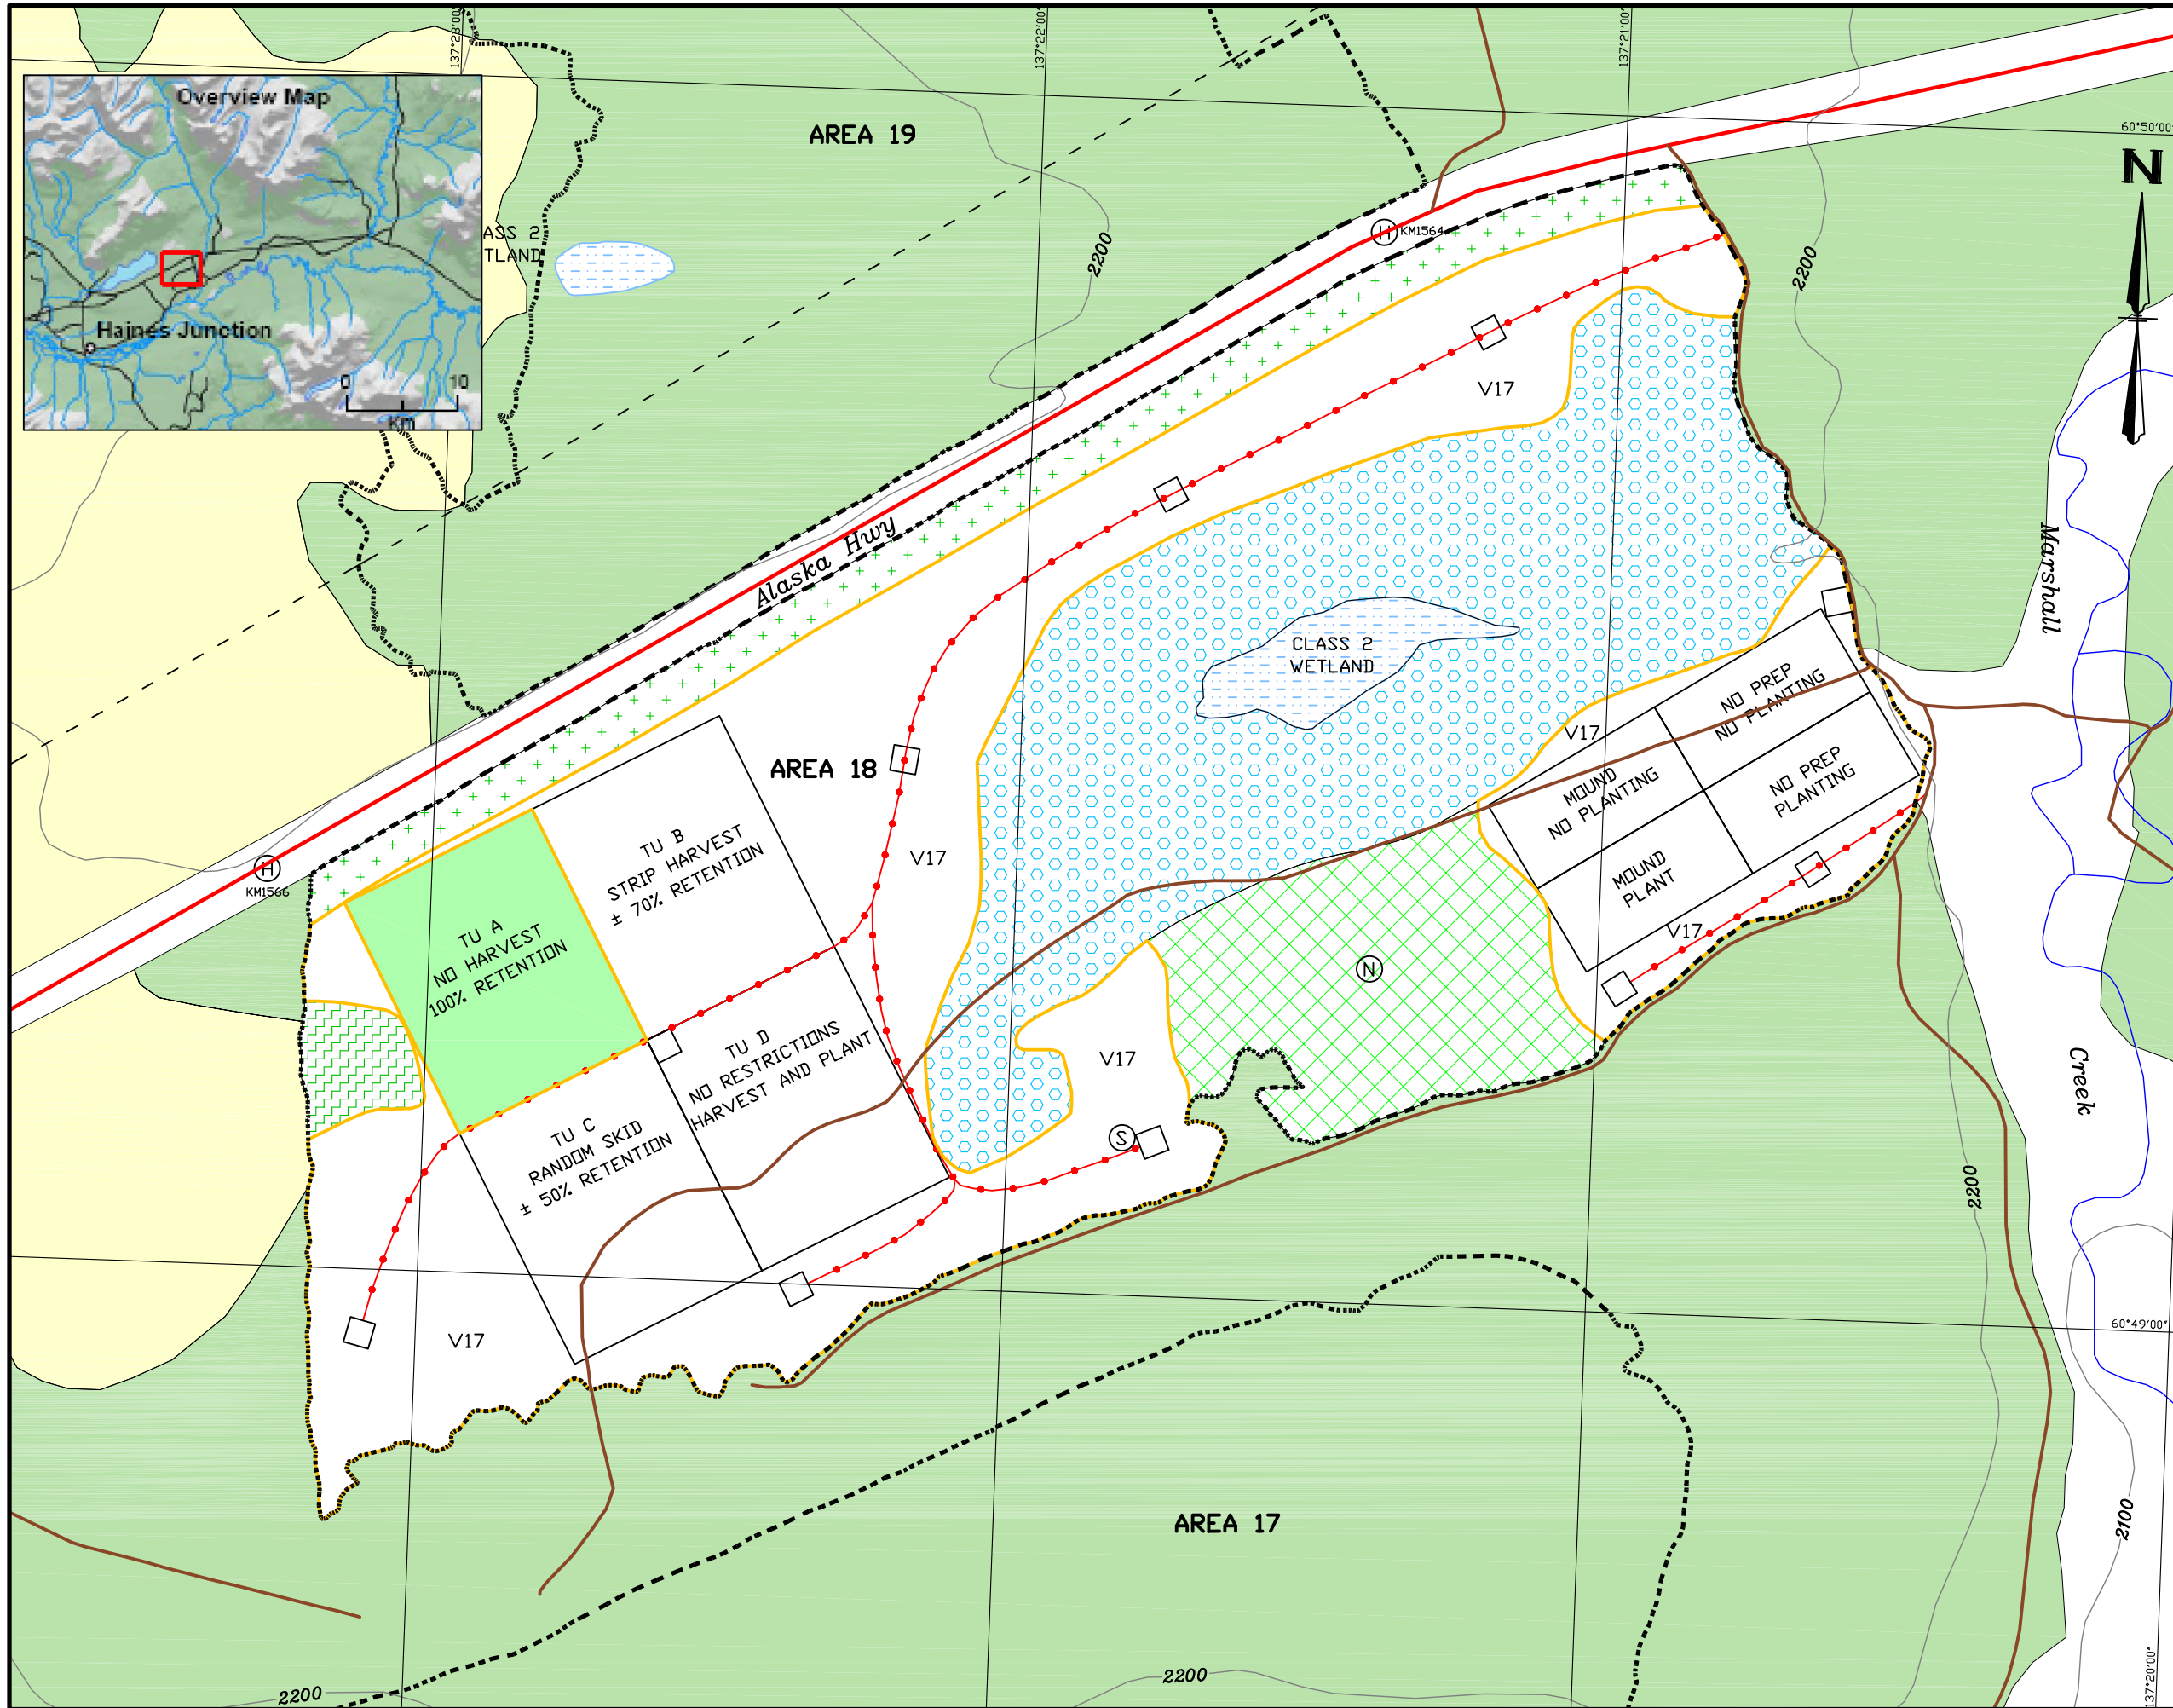 137°23'00"
137°22'00"
137°21'00"
60°50'00"
N
Overview Map
Haines Junction
0 10
Km
AREA 19
ASS 2
TLAND
2200
2200
H KM1564
V17
Alaska Hwy
Marshall
Creek
CLASS 2
WETLAND
V17
NO PREP
NO PLANTING
MOUND
NO PLANTING
NO PREP
PLANTING
MOUND
PLANT
V17
AREA 18
V17
H
KM1566
TU A
NO HARVEST
100% RETENTION
TU B
STRIP HARVEST
± 70% RETENTION
TU C
RANDOM SKID
± 50% RETENTION
TU D
NO RESTRICTIONS
HARVEST AND PLANT
N
V17
S
V17
2200
60°49'00"
AREA 17
2100
2200
2200
137°20'00"